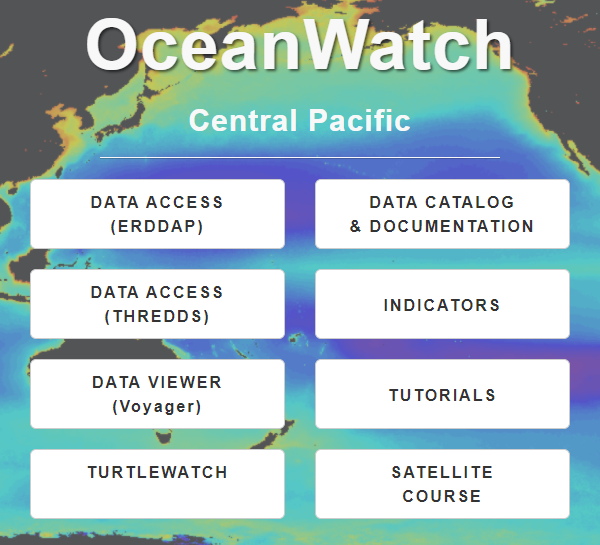 OceanWatch
Central Pacific
DATA ACCESS
(ERDDAP)
DATA CATALOG
& DOCUMENTATION
DATA ACCESS
(THREDDS)
INDICATORS
DATA VIEWER
(Voyager)
TUTORIALS
TURTLEWATCH
SATELLITE
COURSE